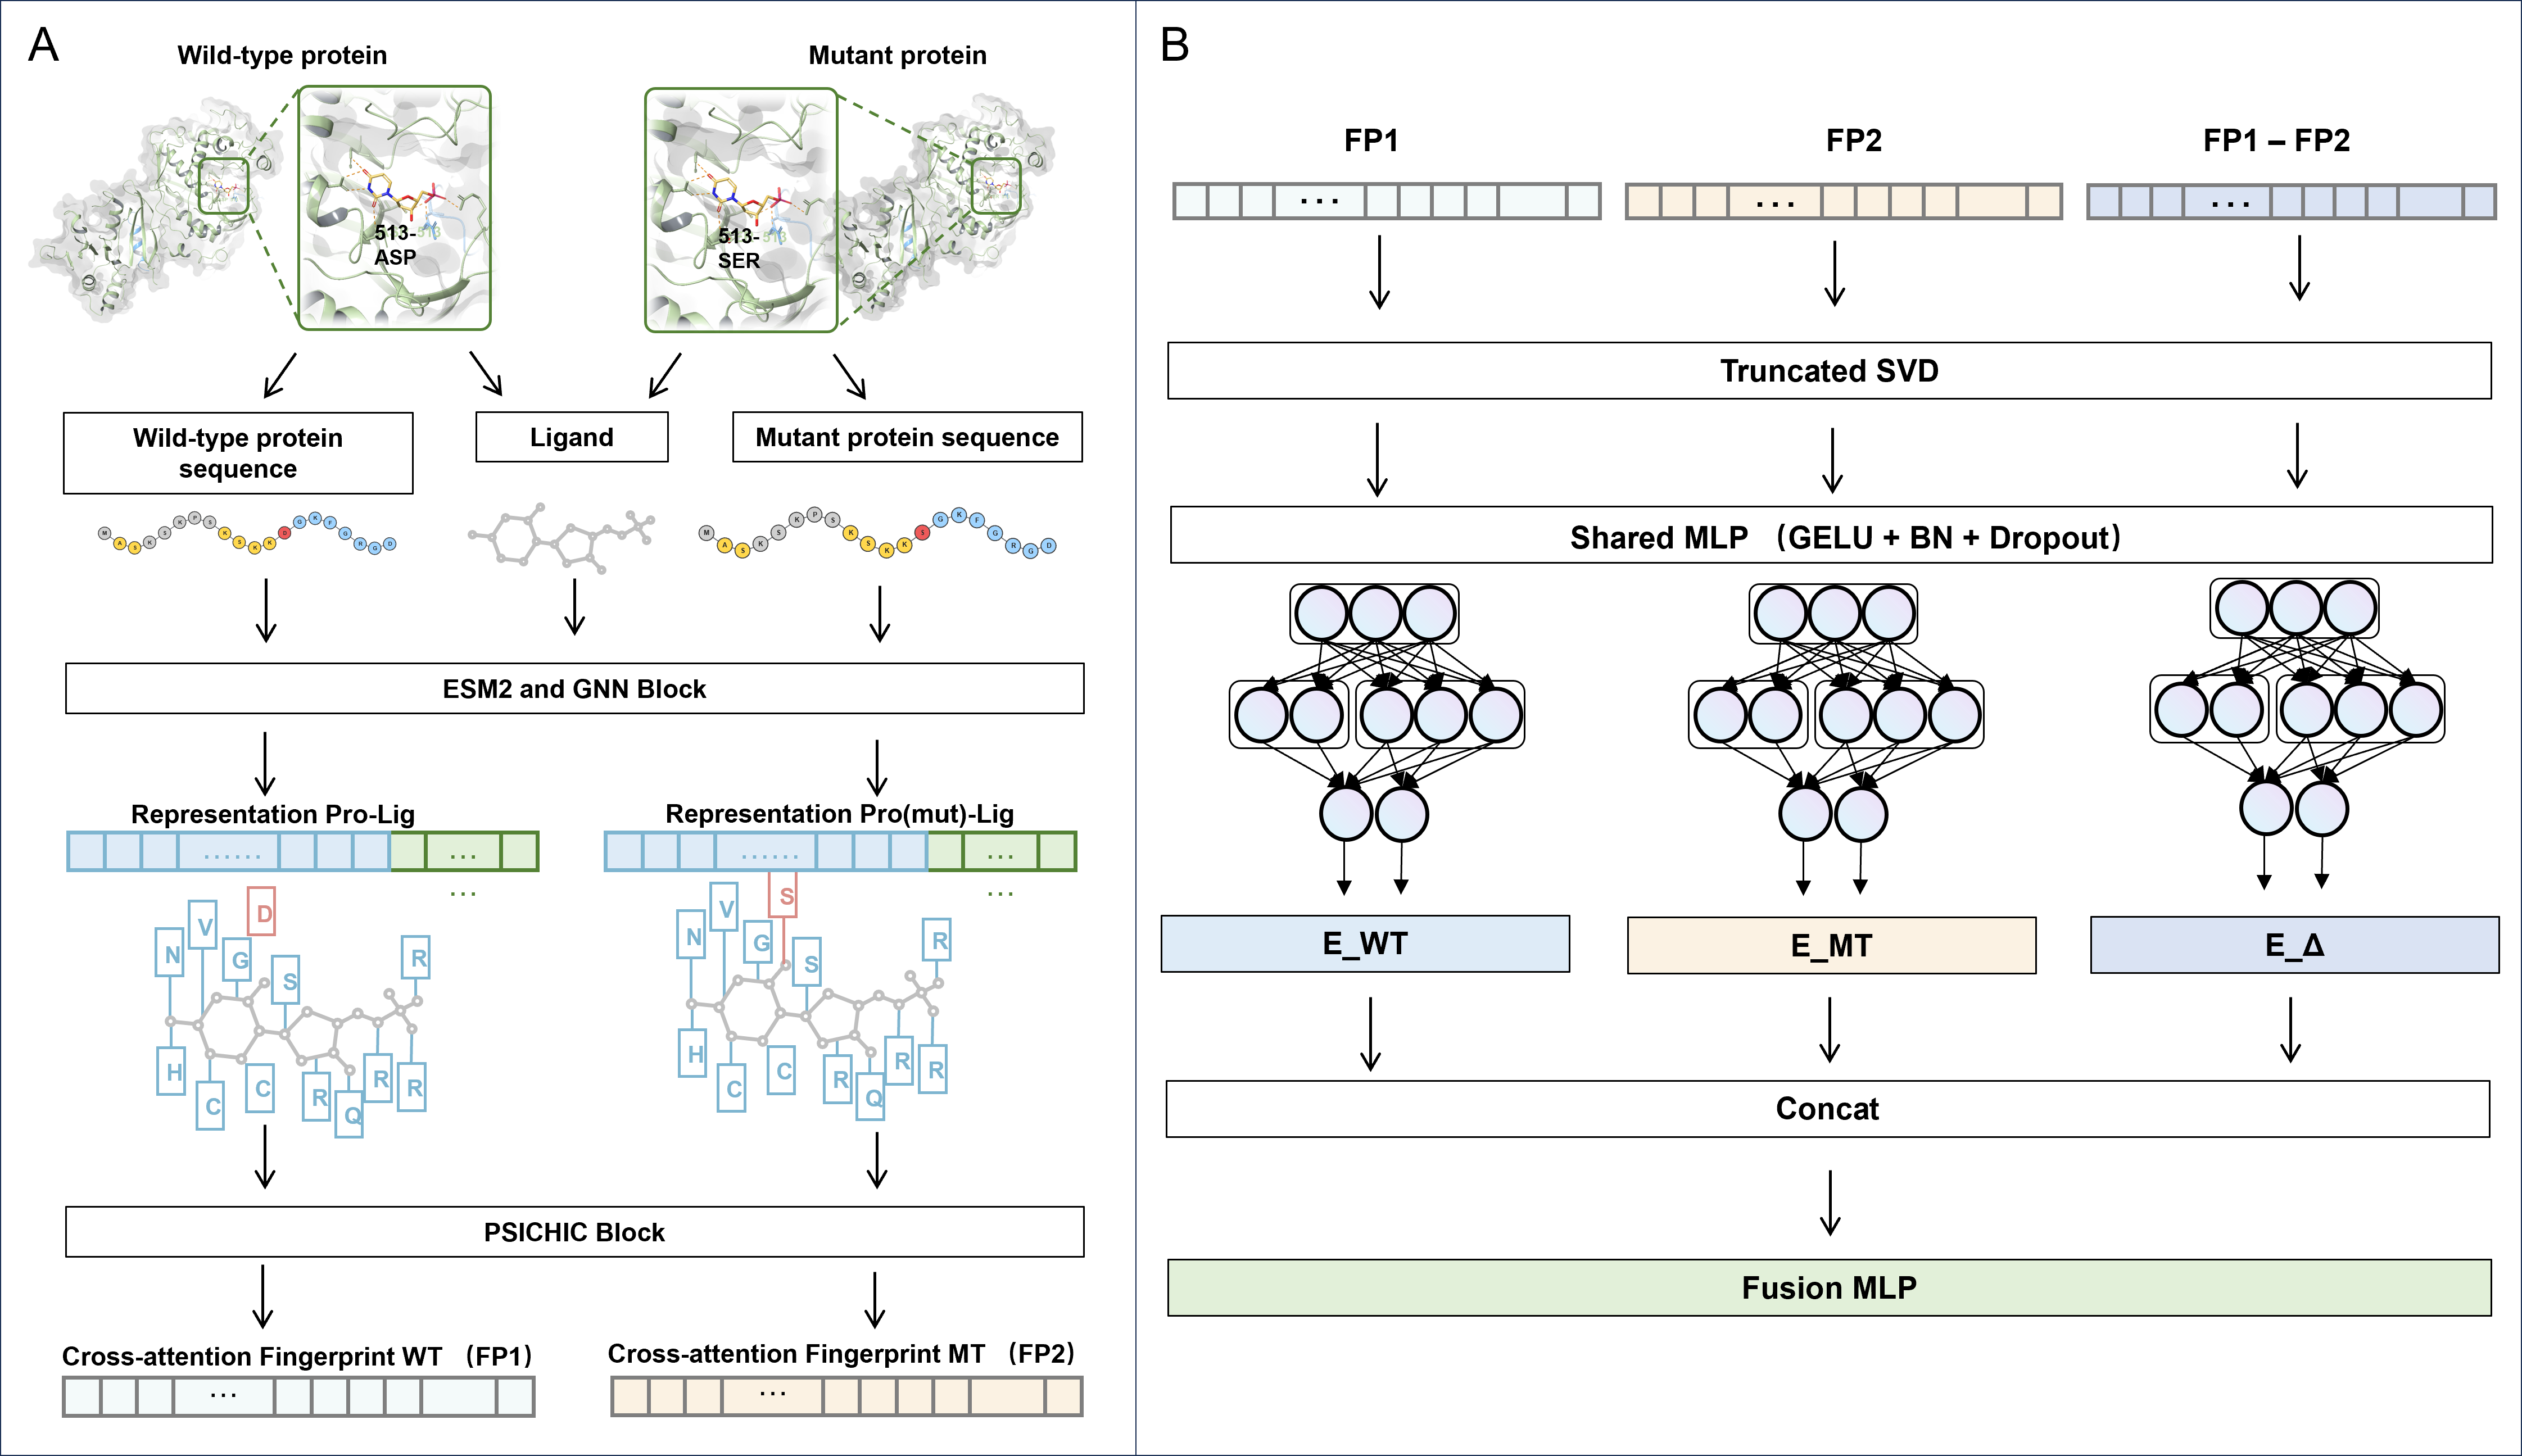 A
Wild-type protein
Mutant protein
513-
ASP
513
513-
SER
513
Wild-type protein
sequence
Ligand
Mutant protein sequence
M A S K S K P S K S K K D G K F G R G D
M A S K S K P S K S K K S G K F G R G D
ESM2 and GNN Block
Representation Pro-Lig
Representation Pro(mut)-Lig
...... ...
...... ...
...
...
N V G D S R
H C C R Q R R
N V G S S R
H C C R Q R R
PSICHIC Block
Cross-attention Fingerprint WT （FP1）
Cross-attention Fingerprint MT （FP2）
...
...
B
FP1
FP2
FP1 – FP2
...
...
...
Truncated SVD
Shared MLP （GELU + BN + Dropout）
E_WT
E_MT
E_Δ
Concat
Fusion MLP